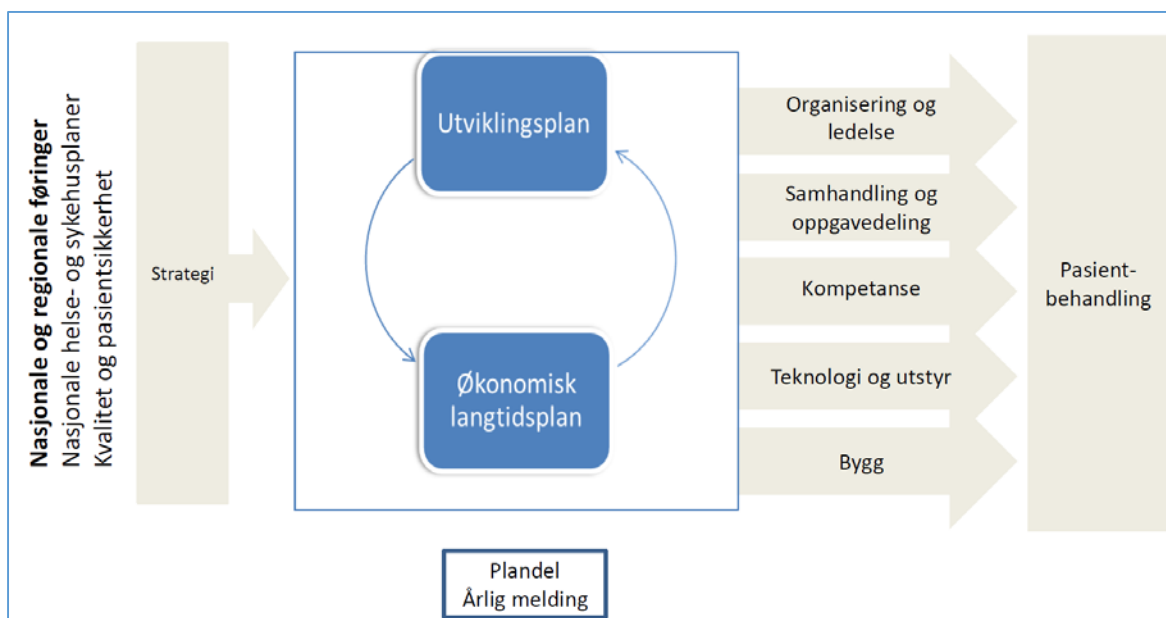 Nasjonale og regionale føringer
Nasjonale helse- og sykehusplaner
Kvalitet og pasientsikkerhet
Strategi
Utviklingsplan
Økonomisk
langtidsplan
Organisering og
ledelse
Samhandling og
oppgavedeling
Kompetanse
Teknologi og utstyr
Bygg
Pasient-
behandling
Plandel
Årlig melding